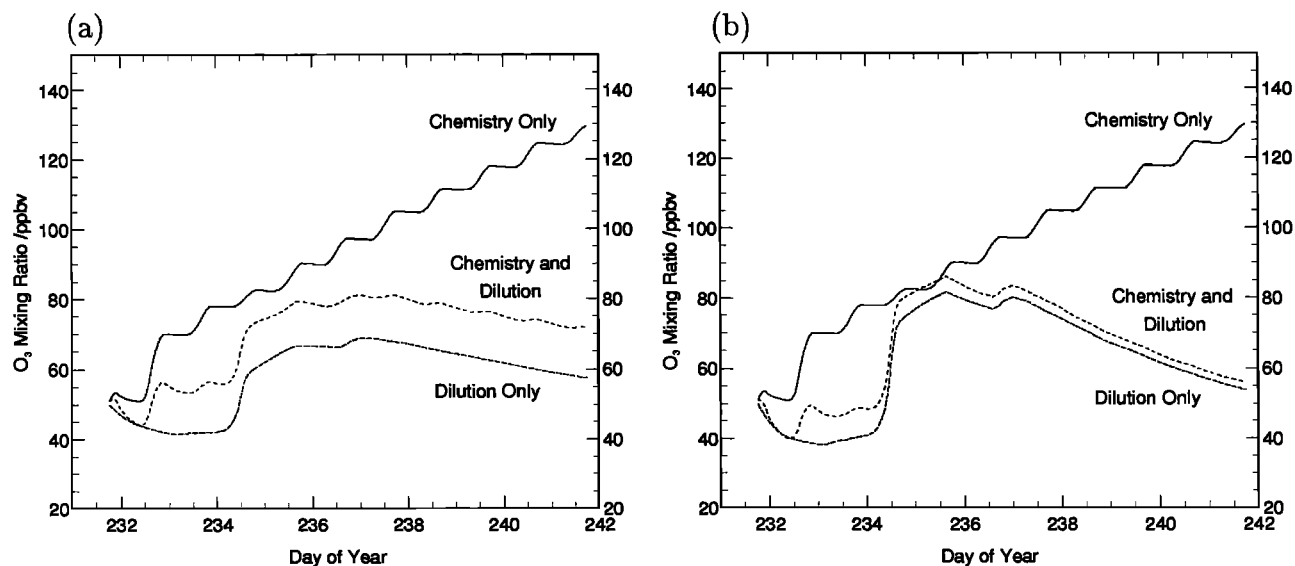 (a)
140
120
100
80
60
40
20
O₃ Mixing Ratio /ppbv
Chemistry Only
Chemistry and
Dilution
Dilution Only
140
120
100
80
60
40
20
232
234
236
238
240
242
Day of Year
(b)
140
120
100
80
60
40
20
O₃ Mixing Ratio /ppbv
Chemistry Only
Chemistry and
Dilution
Dilution Only
140
120
100
80
60
40
20
232
234
236
238
240
242
Day of Year